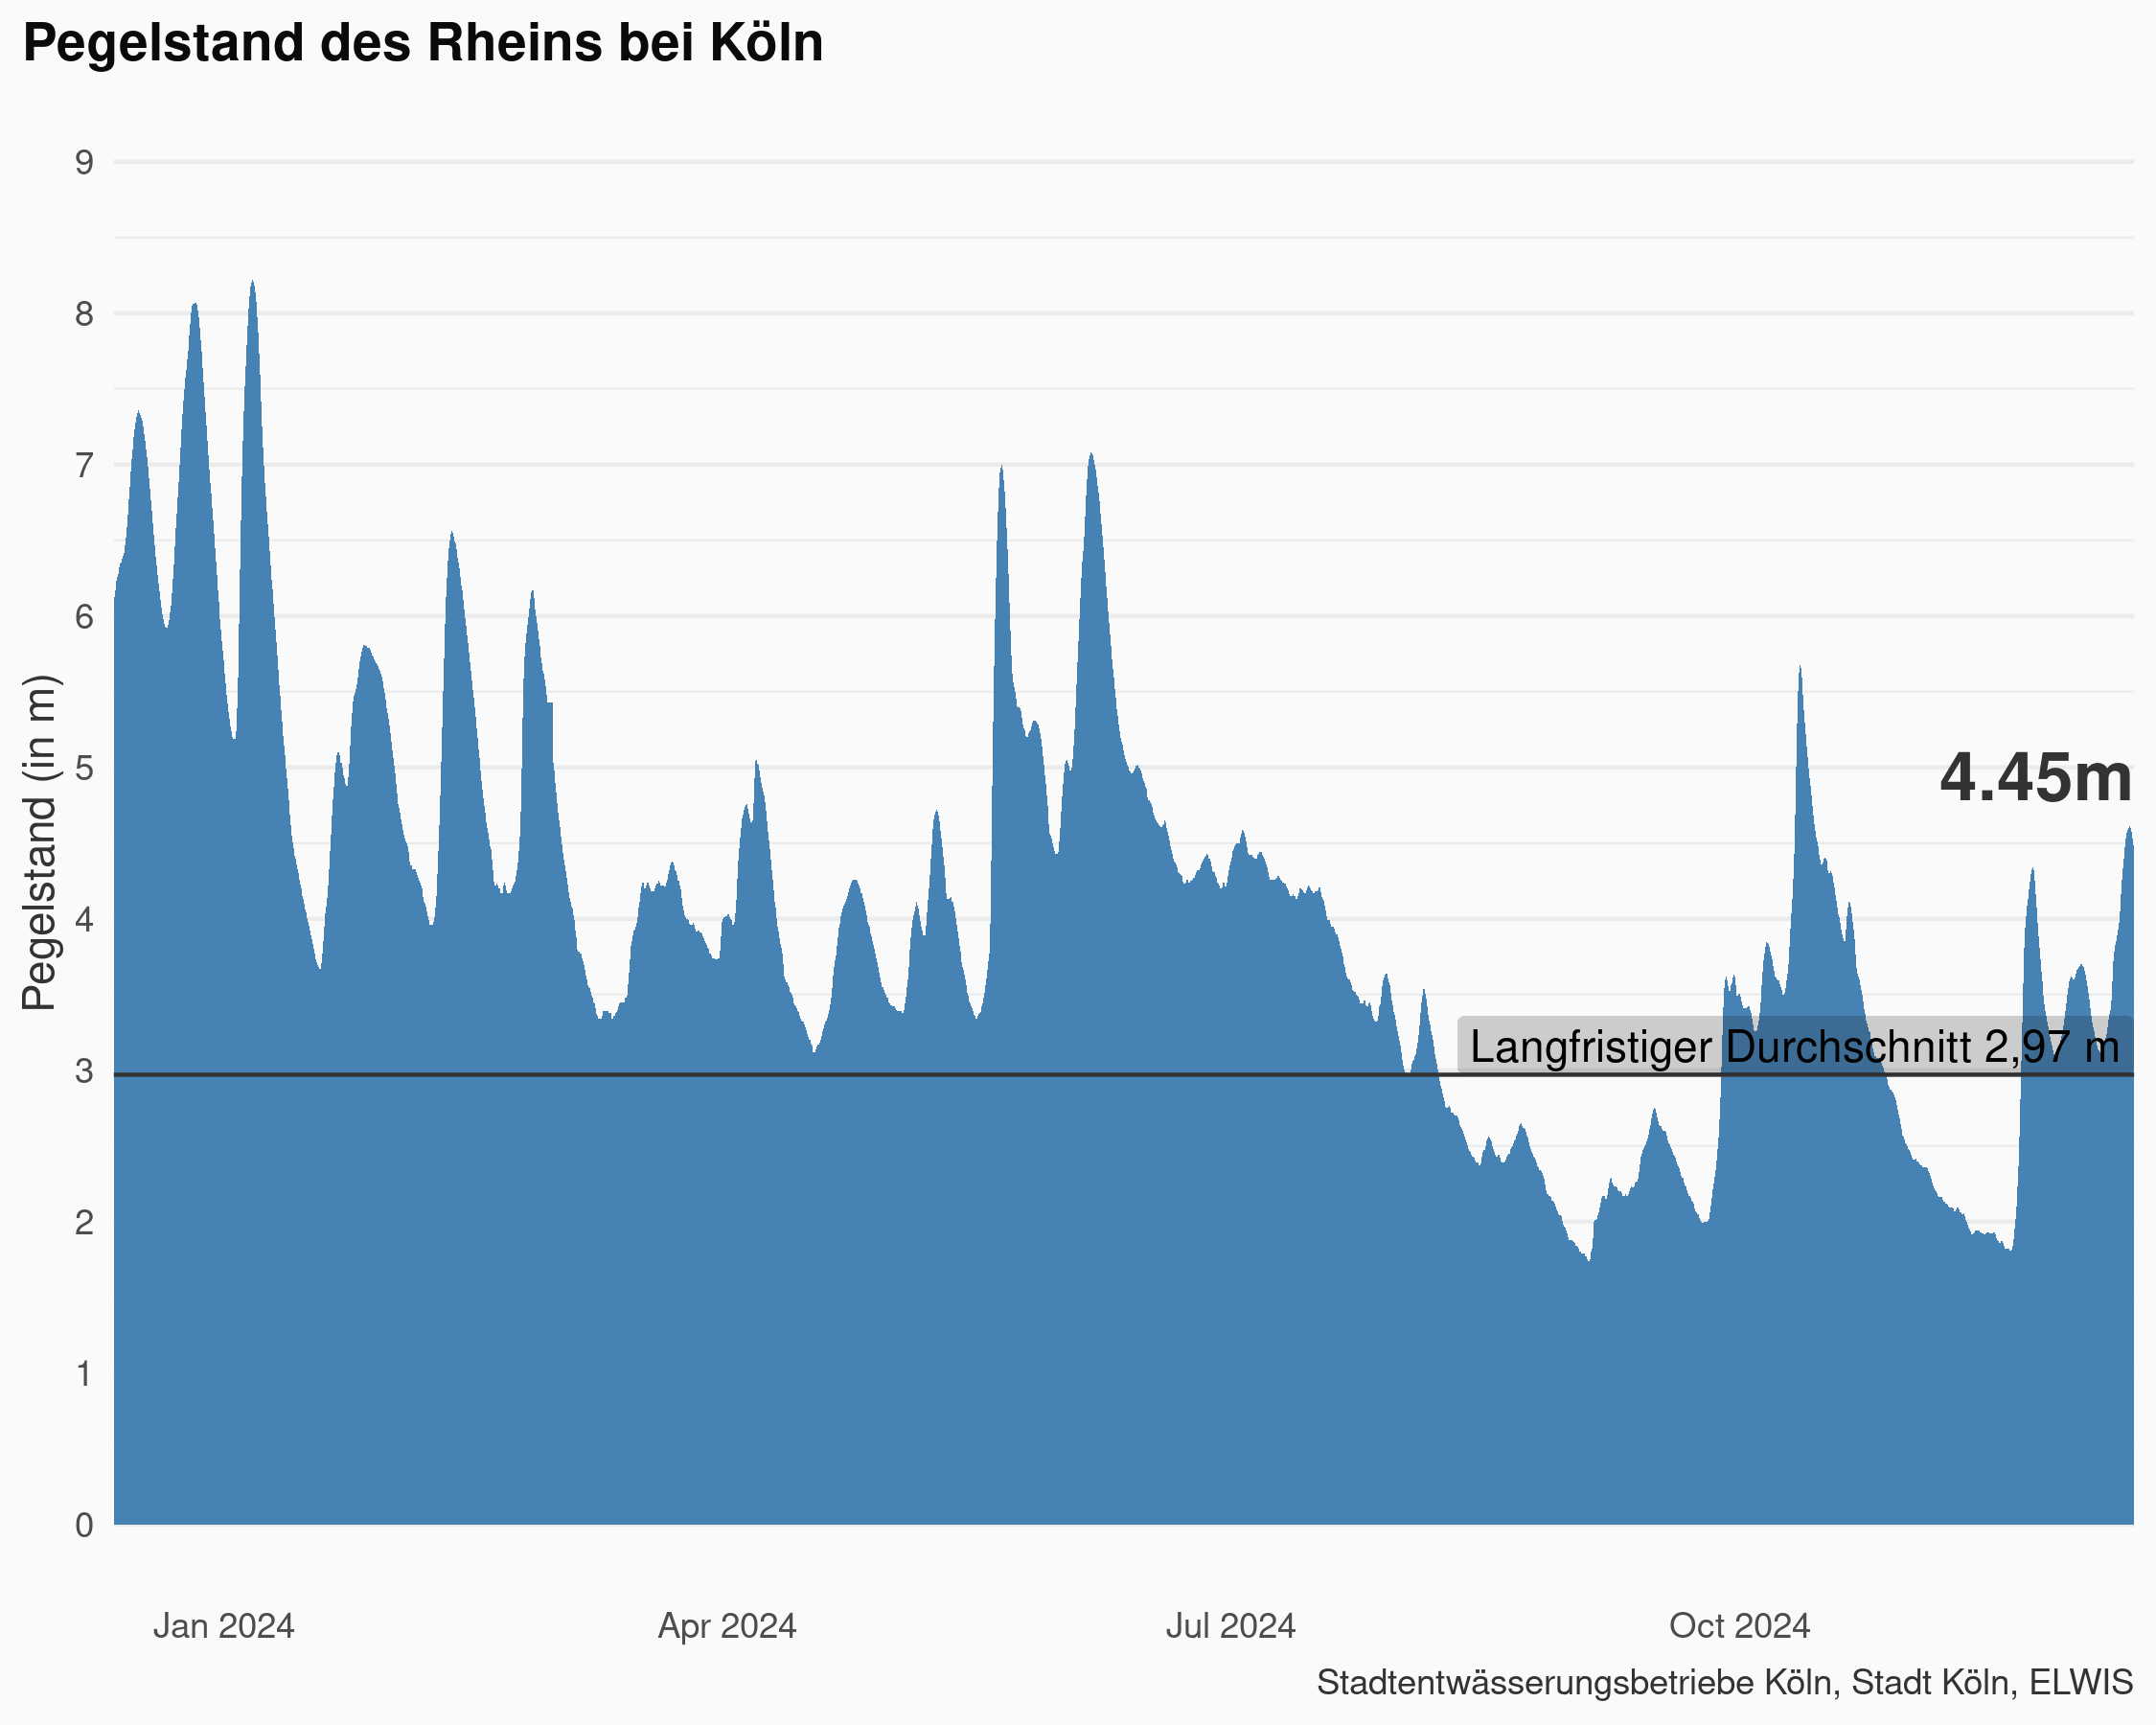 Pegelstand des Rheins bei Köln
Pegelstand (in m)
9
8
7
6
5
4
3
2
1
0
4.45m
Langfristiger Durchschnitt 2,97 m
Jan 2024
Apr 2024
Jul 2024
Oct 2024
Stadtentwässerungsbetriebe Köln, Stadt Köln, ELWIS